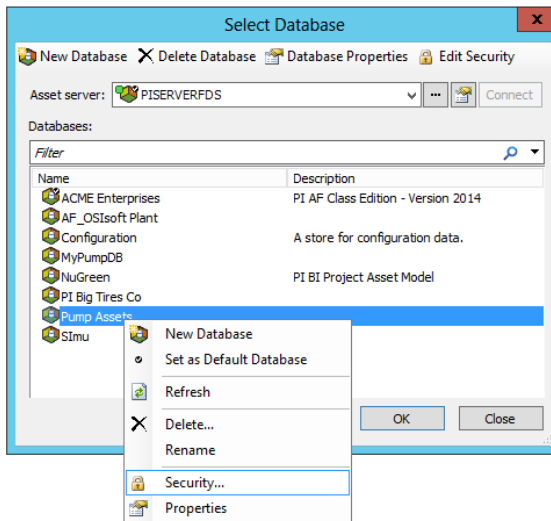 Select Database
x
New Database Delete Database Database Properties Edit Security
Asset server: PISERVERFDS ... Connect
Databases:
Filter
Name Description
ACME Enterprises PI AF Class Edition - Version 2014
AF_OSIsoft Plant
Configuration A store for configuration data.
MyPumpDB
NuGreen PI BI Project Asset Model
PI Big Tires Co
Pump Assets
SImu
New Database
Set as Default Database
Refresh
Delete...
Rename
Security...
Properties
OK Close